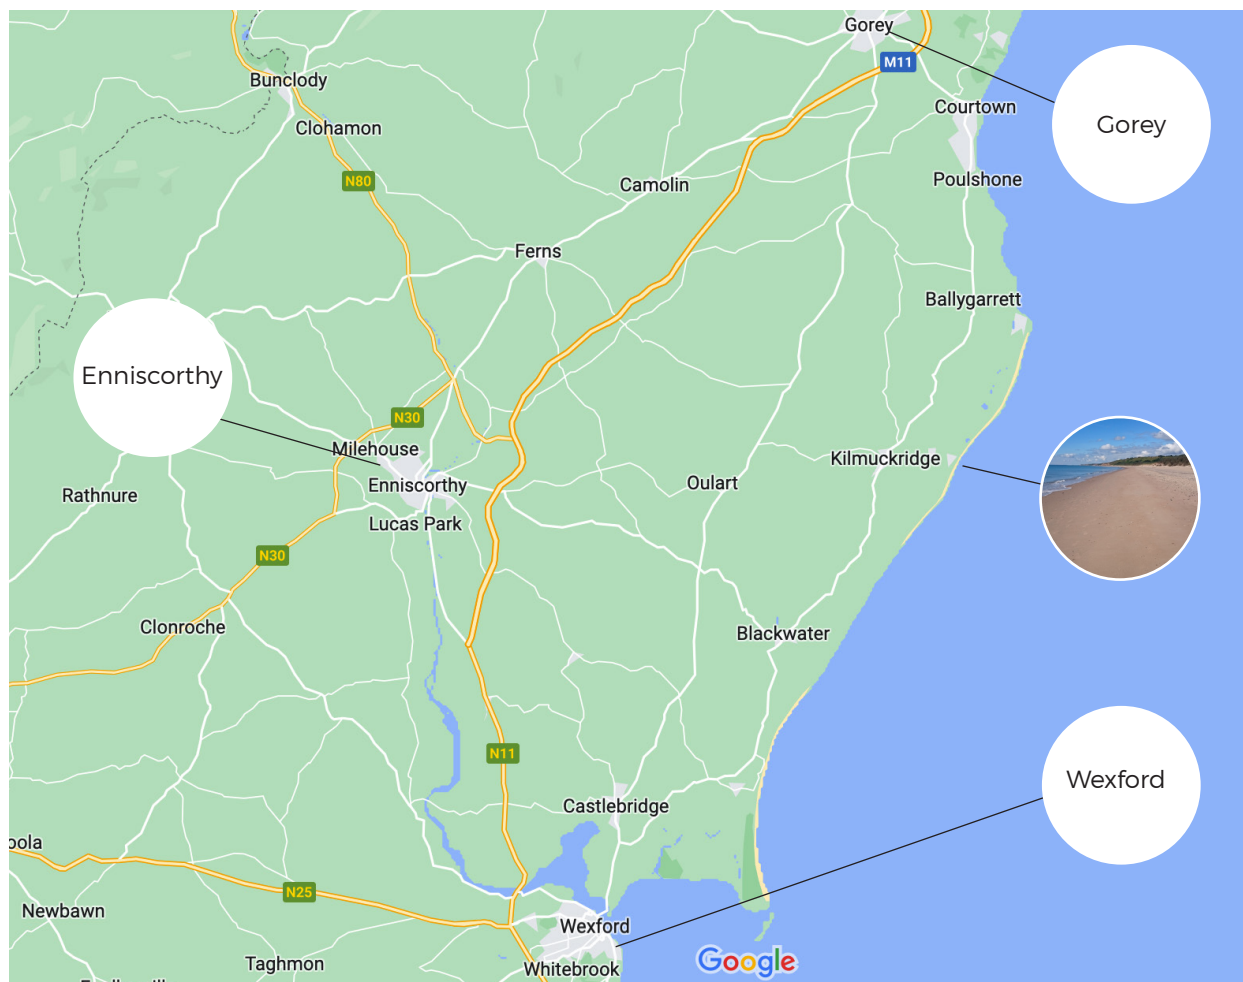 Gorey
M11
Bunclody
Courtown
Gorey
Clohamon
N80
Camolin
Poulshone
Ferns
Ballygarrett
Enniscorthy
N30
Milehouse
Kilmuckridge
Enniscorthy
Oulart
Rathnure
Lucas Park
N30
Clonroche
Blackwater
N11
Wexford
Castlebridge
oola
N25
Newbawn
Wexford
Taghmon
Google
Whitebrook